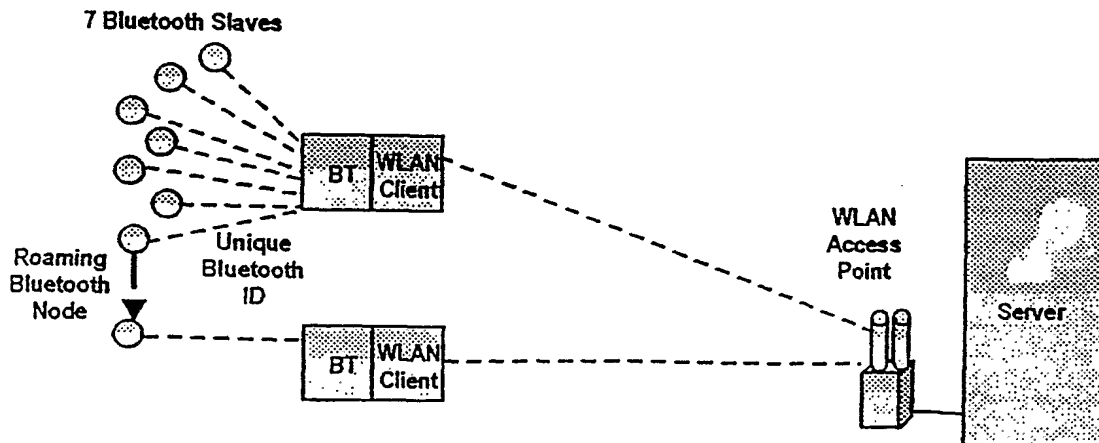 7 Bluetooth Slaves
BT
WLAN
Client
Unique
Bluetooth
ID
Roaming
Bluetooth
Node
BT
WLAN
Client
WLAN
Access
Point
Server